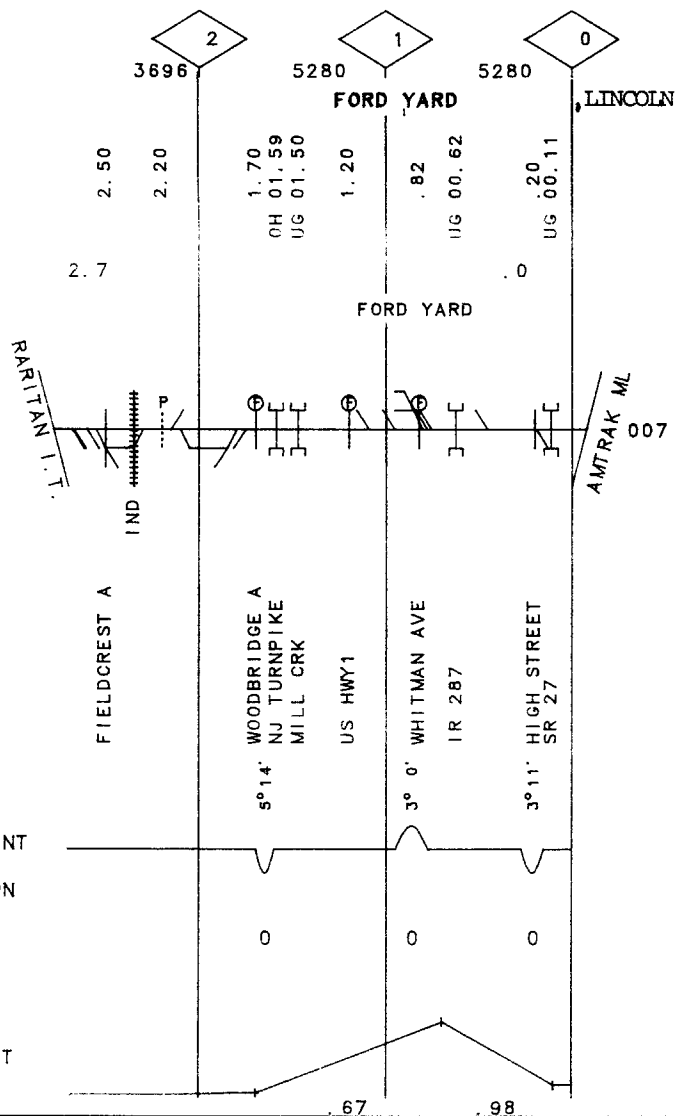 2
1
0
3696
5280
5280
FORD YARD
LINCOLN
2.50
2.20
1.70
OH 01.59
UG 01.50
1.20
.82
UG 00.62
.20
UG 00.11
2.7
.0
FORD YARD
RARITAN I.T.
P
F
F
F
AMTRAK ML
007
IND
FIELDCREST A
WOODBRIDGE A
NJ TURNPIKE
MILL CRK
US HWY1
WHITMAN AVE
IR 287
HIGH STREET
SR 27
5°14'
3° 0'
3°11'
NT
ON
0
0
0
T
.67
.98